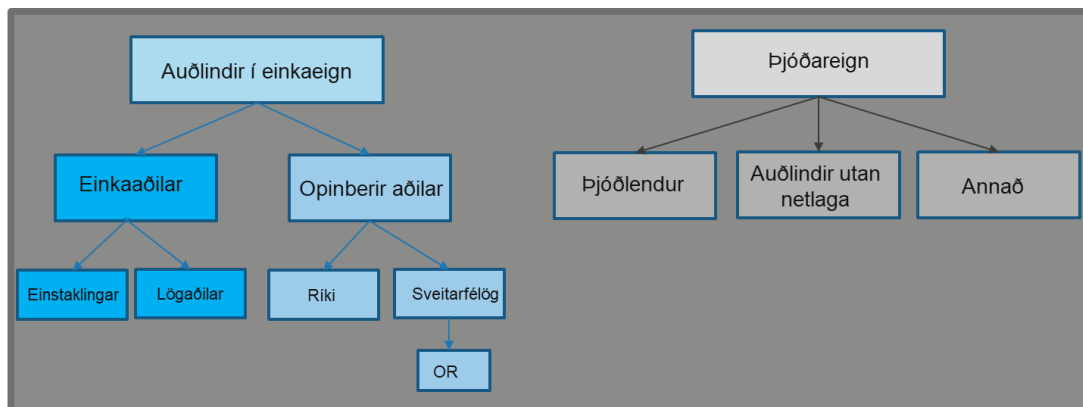 Auðlindir í einkaeign
Þjóðareign
Einkaaðilar
Opinberir aðilar
Þjóðlendur
Auðlindir utan
netlaga
Annað
Einstaklingar
Lögaðilar
Ríki
Sveitarfélög
OR